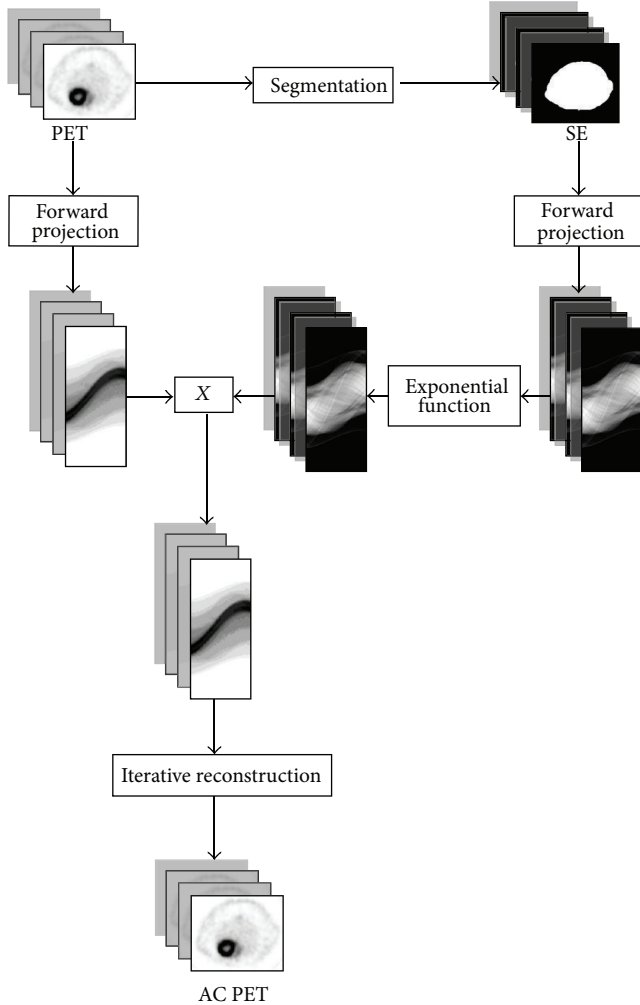 Segmentation
PET
SE
Forward
projection
Forward
projection
X
Exponential
function
Iterative reconstruction
AC PET